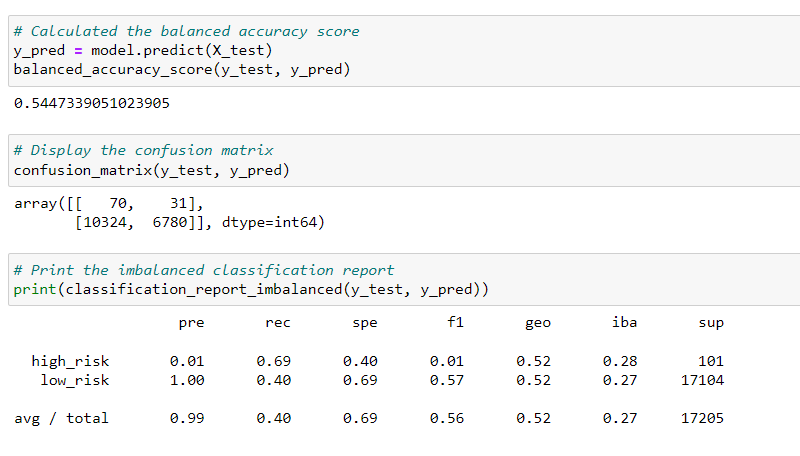 # Calculated the balanced accuracy score
y_pred = model.predict(X_test)
balanced_accuracy_score(y_test, y_pred)
0.5447339051023905
# Display the confusion matrix
confusion_matrix(y_test, y_pred)
array([[   70,    31],
       [10324,  6780]], dtype=int64)
# Print the imbalanced classification report
print(classification_report_imbalanced(y_test, y_pred))
                   pre       rec       spe        f1       geo       iba       sup
  high_risk       0.01      0.69      0.40      0.01      0.52      0.28       101
   low_risk       1.00      0.40      0.69      0.57      0.52      0.27     17104
avg / total       0.99      0.40      0.69      0.56      0.52      0.27     17205